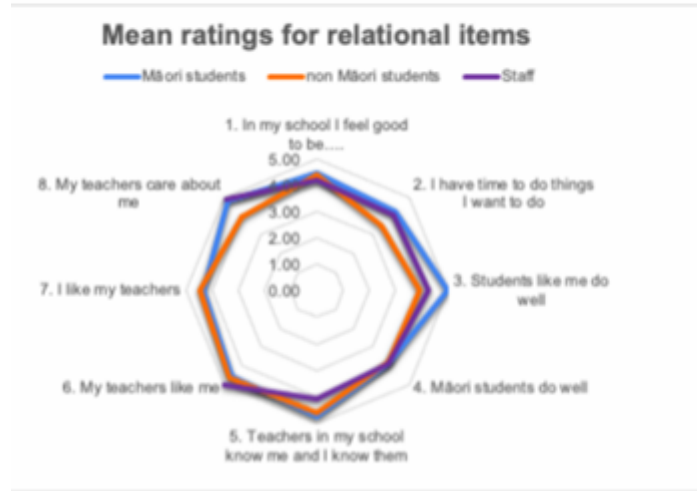 Mean ratings for relational items
Māori students non Māori students Staff
1. In my school I feel good
to be....
5.00
8. My teachers care about
me
2. I have time to do things
I want to do
3.00
2.00
1.00
0.00
7. I like my teachers
3. Students like me do
well
6. My teachers like me
4. Māori students do well
5. Teachers in my school
know me and I know them